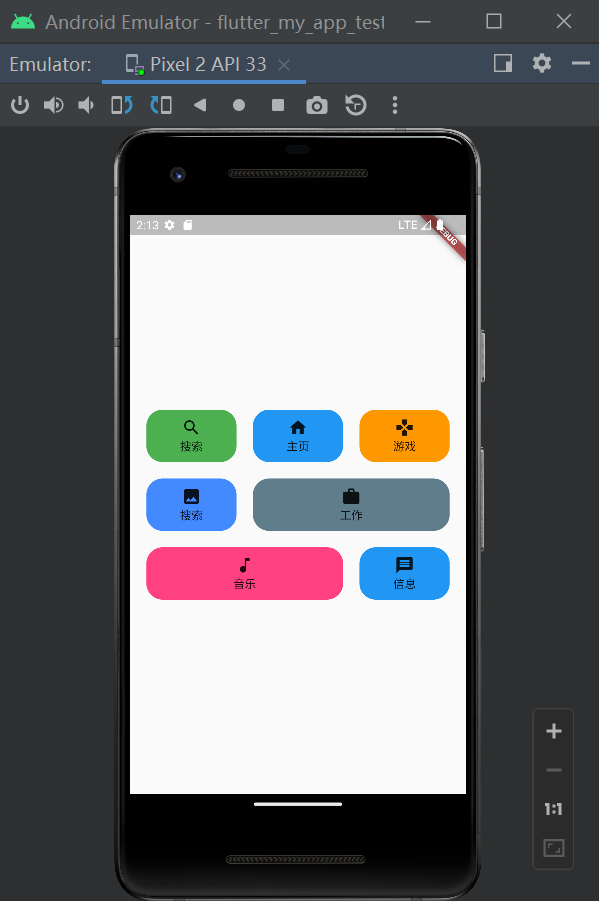 Android Emulator - flutter_my_app_test
Emulator:
Pixel 2 API 33
2:13
LTE
DEBUG
搜索
主页
游戏
搜索
工作
音乐
信息
1:1